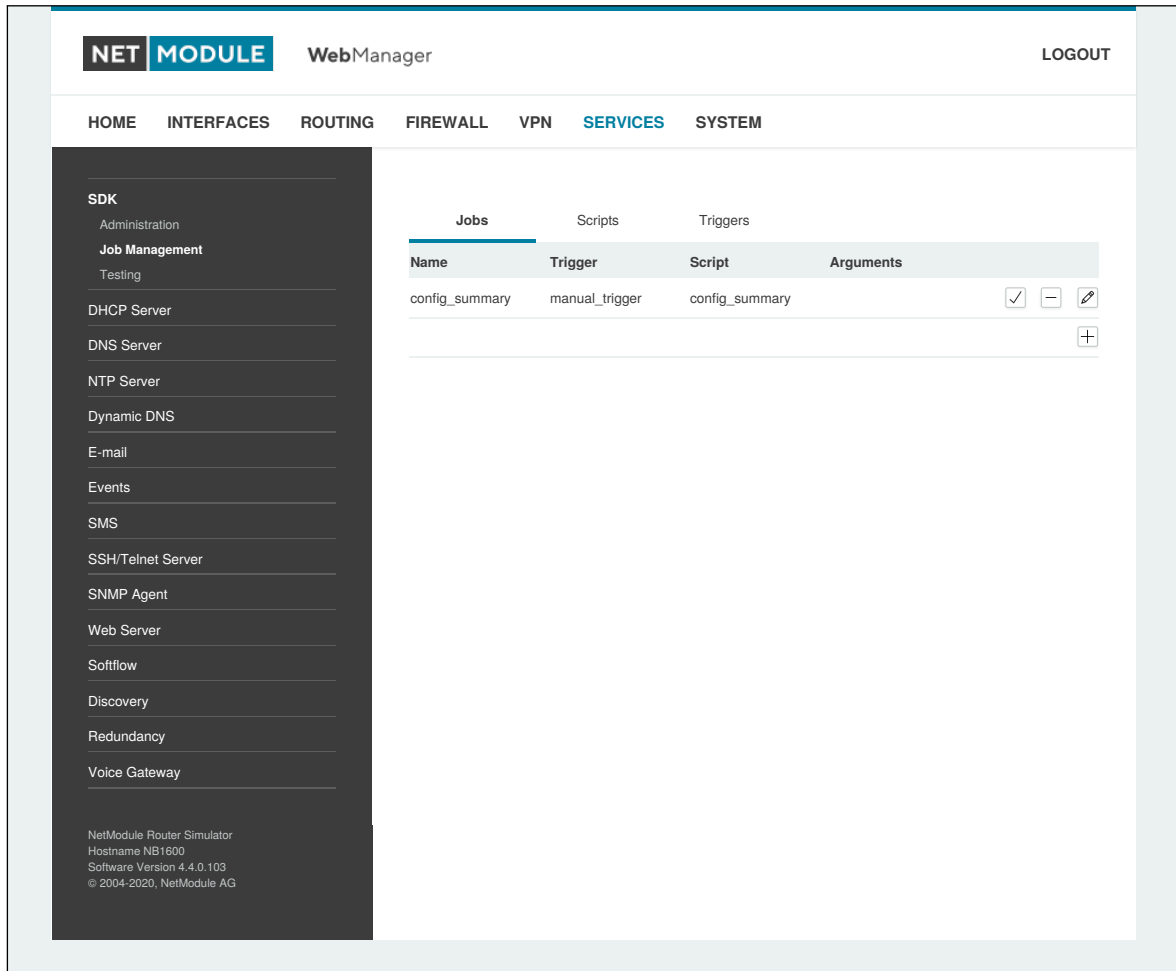 NET MODULE WebManager LOGOUT
HOME INTERFACES ROUTING FIREWALL VPN SERVICES SYSTEM
SDK
Administration
Job Management
Testing
DHCP Server
DNS Server
NTP Server
Dynamic DNS
E-mail
Events
SMS
SSH/Telnet Server
SNMP Agent
Web Server
Softflow
Discovery
Redundancy
Voice Gateway
NetModule Router Simulator
Hostname NB1600
Software Version 4.4.0.103
© 2004-2020, NetModule AG
Jobs Scripts Triggers
Name Trigger Script Arguments
config_summary manual_trigger config_summary